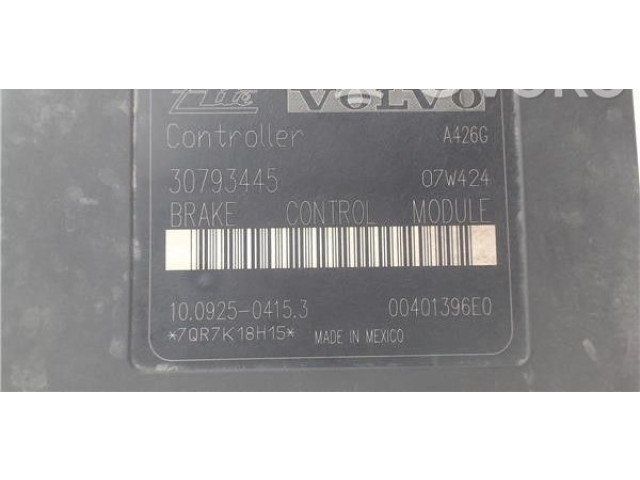 Ate VOLVO
Controller A426G
30793445 07W424
BRAKE CONTROL MODULE
10.0925-0415.3 00401396E0
*7QR7K18H15* MADE IN MEXICO